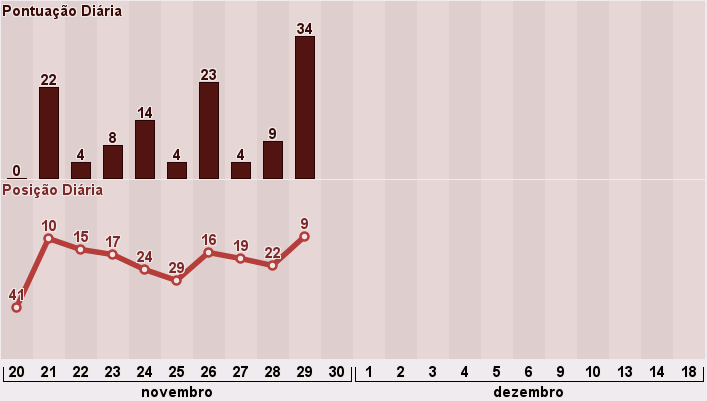 Pontuação Diária
0 22 4 8 14 4 23 4 9 34
Posição Diária
41 10 15 17 24 29 16 19 22 9
20 21 22 23 24 25 26 27 28 29 30 1 2 3 4 5 6 9 10 13 14 18
novembro dezembro